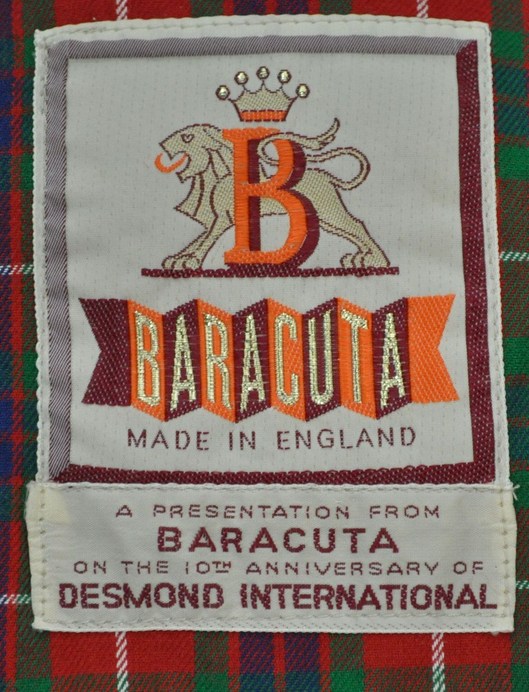 B
BARACUTA
MADE IN ENGLAND
A PRESENTATION FROM
BARACUTA
ON THE 10TH ANNIVERSARY OF
DESMOND INTERNATIONAL